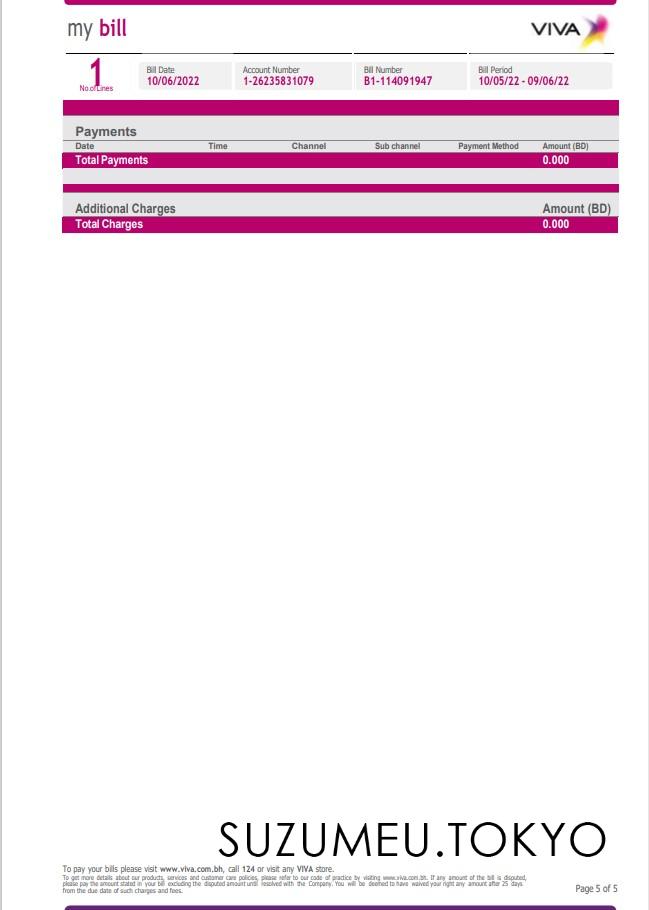 my bill
VIVA
1
No.ofLines
Bill Date
10/06/2022
Account Number
1-26235831079
Bill Number
B1-114091947
Bill Period
10/05/22 - 09/06/22
Payments
Date Time Channel Sub channel Payment Method Amount (BD)
Total Payments 0.000
Additional Charges Amount (BD)
Total Charges 0.000
SUZUMEU.TOKYO
To pay your bills please visit www.viva.com.bh, call 124 or visit any VIVA store.
To get more details about our products, services and customer care policies, please refer to our code of practice by visiting www.viva.com.bh. If any amount of the bill is disputed,
please pay the amount stated in your bill excluding the disputed amount until resolved with the Company. You will be deemed to have waived your right any amount after 25 days
from the due date of such charges and fees.
Page 5 of 5